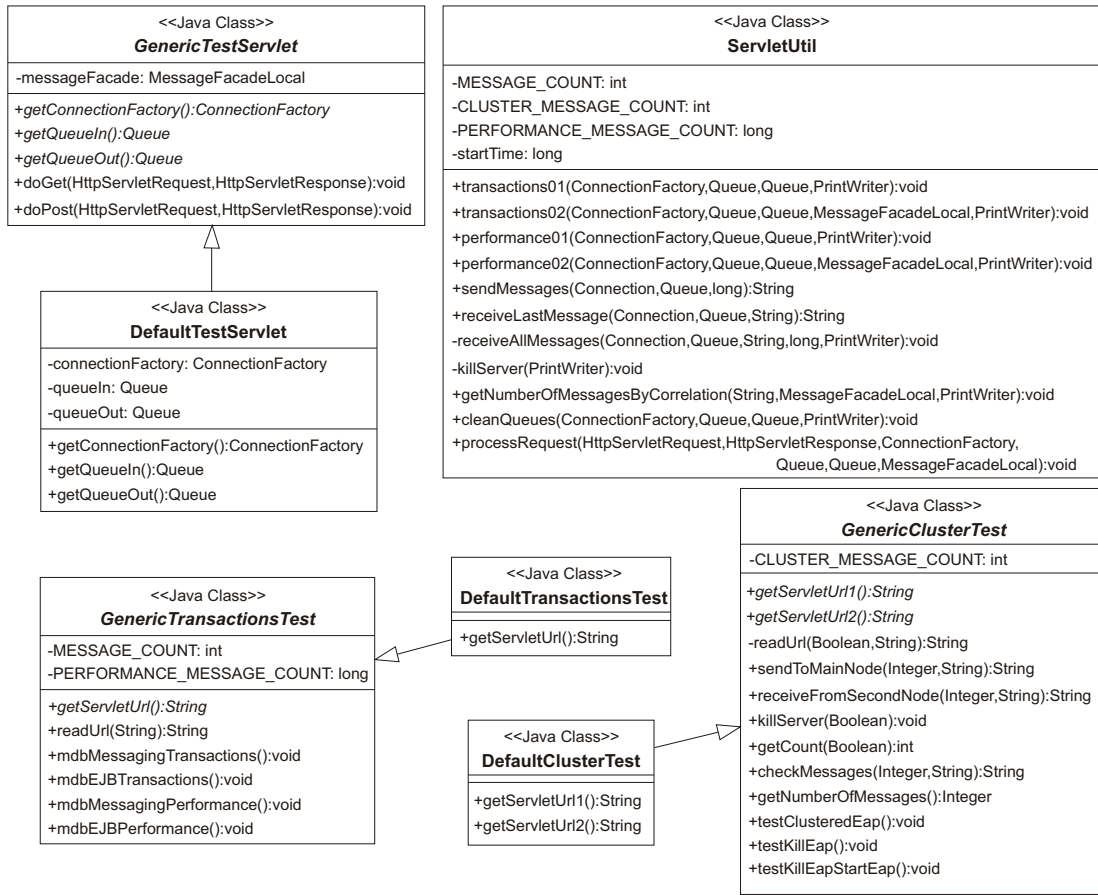 <<Java Class>>
GenericTestServlet
-messageFacade: MessageFacadeLocal
+getConnectionFactory():ConnectionFactory
+getQueueIn():Queue
+getQueueOut():Queue
+doGet(HttpServletRequest,HttpServletResponse):void
+doPost(HttpServletRequest,HttpServletResponse):void
<<Java Class>>
ServletUtil
-MESSAGE_COUNT: int
-CLUSTER_MESSAGE_COUNT: int
-PERFORMANCE_MESSAGE_COUNT: long
-startTime: long
+transactions01(ConnectionFactory,Queue,Queue,PrintWriter):void
+transactions02(ConnectionFactory,Queue,Queue,MessageFacadeLocal,PrintWriter):void
+performance01(ConnectionFactory,Queue,Queue,PrintWriter):void
+performance02(ConnectionFactory,Queue,Queue,MessageFacadeLocal,PrintWriter):void
+sendMessages(Connection,Queue,long):String
+receiveLastMessage(Connection,Queue,String):String
-receiveAllMessages(Connection,Queue,String,long,PrintWriter):void
-killServer(PrintWriter):void
+getNumberOfMessagesByCorrelation(String,MessageFacadeLocal,PrintWriter):void
+cleanQueues(ConnectionFactory,Queue,Queue,PrintWriter):void
+processRequest(HttpServletRequest,HttpServletResponse,ConnectionFactory,
Queue,Queue,MessageFacadeLocal):void
<<Java Class>>
DefaultTestServlet
-connectionFactory: ConnectionFactory
-queueIn: Queue
-queueOut: Queue
+getConnectionFactory():ConnectionFactory
+getQueueIn():Queue
+getQueueOut():Queue
<<Java Class>>
GenericTransactionsTest
-MESSAGE_COUNT: int
-PERFORMANCE_MESSAGE_COUNT: long
+getServletUrl():String
+readUrl(String):String
+mdbMessagingTransactions():void
+mdbEJBTransactions():void
+mdbMessagingPerformance():void
+mdbEJBPerformance():void
<<Java Class>>
DefaultTransactionsTest
+getServletUrl():String
<<Java Class>>
DefaultClusterTest
+getServletUrl1():String
+getServletUrl2():String
<<Java Class>>
GenericClusterTest
-CLUSTER_MESSAGE_COUNT: int
+getServletUrl1():String
+getServletUrl2():String
-readUrl(Boolean,String):String
+sendToMainNode(Integer,String):String
+receiveFromSecondNode(Integer,String):String
+killServer(Boolean):void
+getCount(Boolean):int
+checkMessages(Integer,String):String
+getNumberOfMessages():Integer
+testClusteredEap():void
+testKillEap():void
+testKillEapStartEap():void